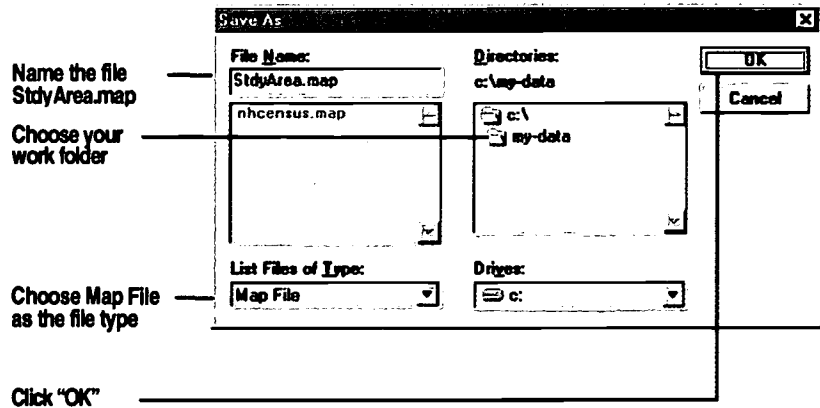 Save As
File Name:
Directories:
OK
Name the file
StdyArea.map
StdyArea.map
c:\my-data
Cancel
Choose your
work folder
nhcensus.map
c:\
my-data
List Files of Type:
Drives:
Choose Map File
as the file type
Map File
c:
Click "OK"